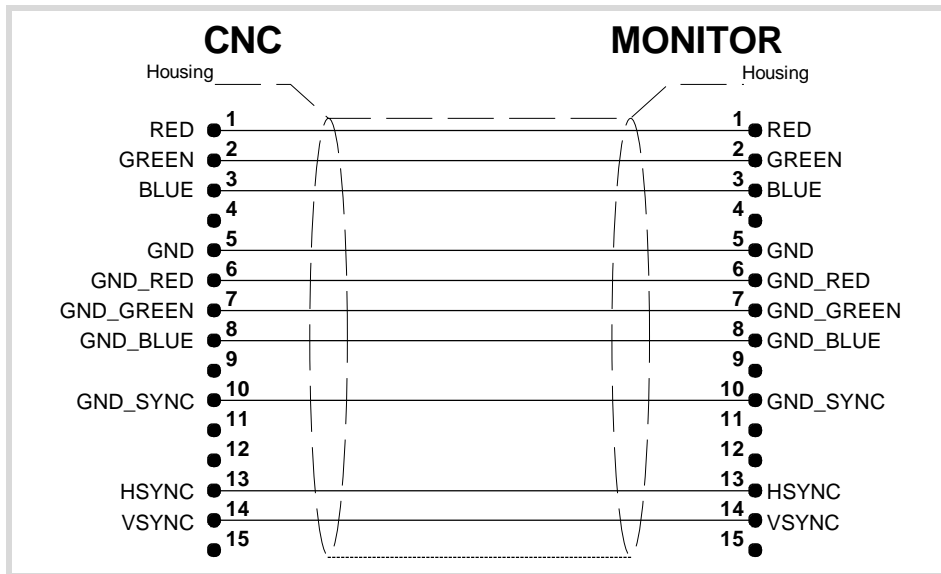 CNC MONITOR
Housing Housing
RED 1 1 RED
GREEN 2 2 GREEN
BLUE 3 3 BLUE
4 4
GND 5 5 GND
GND_RED 6 6 GND_RED
GND_GREEN 7 7 GND_GREEN
GND_BLUE 8 8 GND_BLUE
9 9
GND_SYNC 10 10 GND_SYNC
11 11
12 12
HSYNC 13 13 HSYNC
VSYNC 14 14 VSYNC
15 15